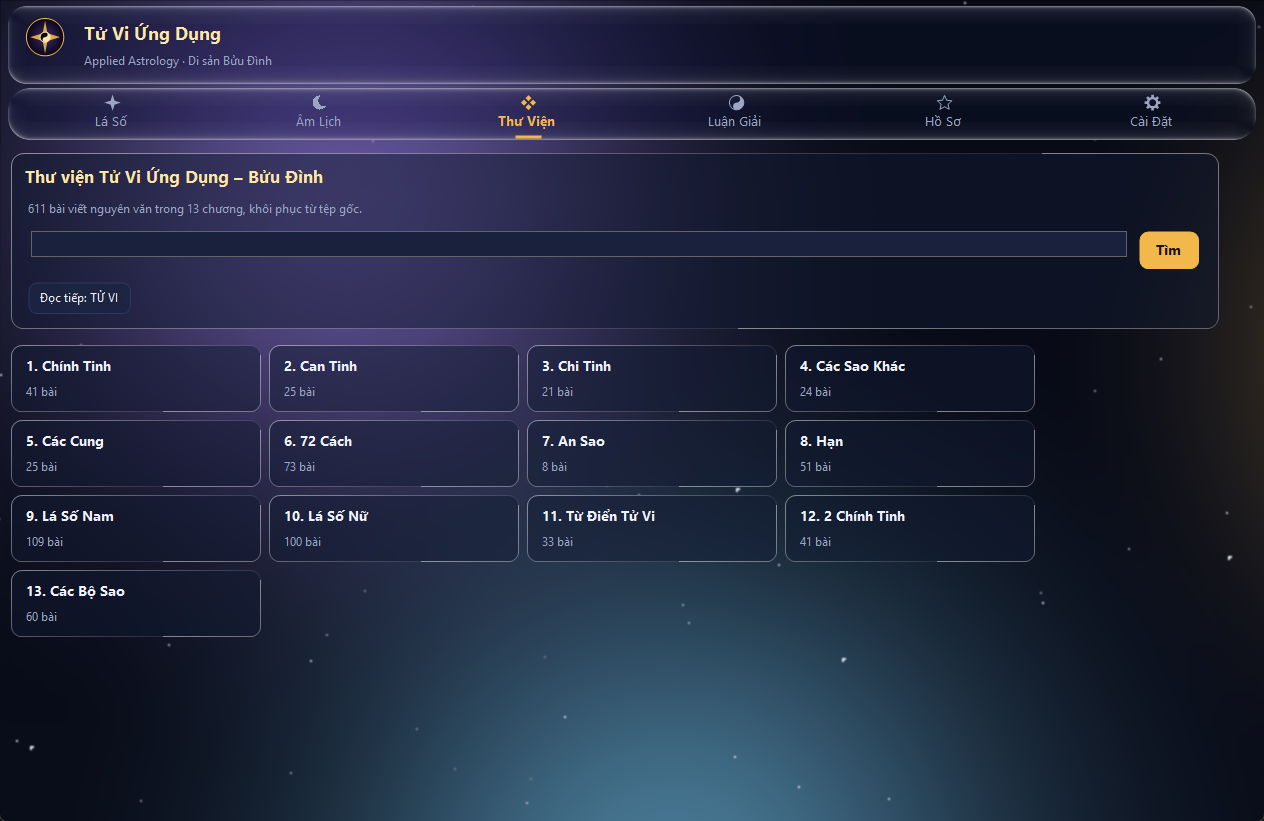 Tử Vi Ứng Dụng
Applied Astrology · Di sản Bửu Đình
Lá Số
Âm Lịch
Thư Viện
Luận Giải
Hồ Sơ
Cài Đặt
Thư viện Tử Vi Ứng Dụng – Bửu Đình
611 bài viết nguyên văn trong 13 chương, khôi phục từ tệp gốc.
Tìm
Đọc tiếp: TỬ VI
1. Chính Tinh
41 bài
2. Can Tinh
25 bài
3. Chi Tinh
21 bài
4. Các Sao Khác
24 bài
5. Các Cung
25 bài
6. 72 Cách
73 bài
7. An Sao
8 bài
8. Hạn
51 bài
9. Lá Số Nam
109 bài
10. Lá Số Nữ
100 bài
11. Từ Điển Tử Vi
33 bài
12. 2 Chính Tinh
41 bài
13. Các Bộ Sao
60 bài